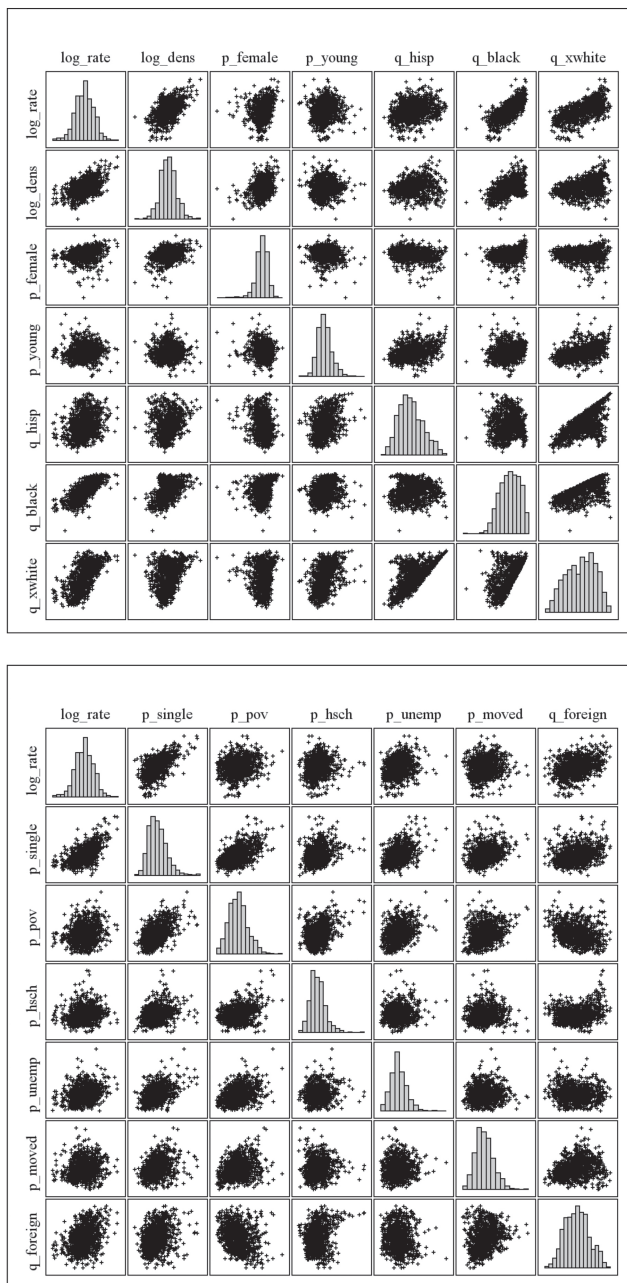 log_rate log_dens p_female p_young q_hisp q_black q_xwhite
log_rate
log_dens
p_female
p_young
q_hisp
q_black
q_xwhite
log_rate p_single p_pov p_hsch p_unemp p_moved q_foreign
log_rate
p_single
p_pov
p_hsch
p_unemp
p_moved
q_foreign